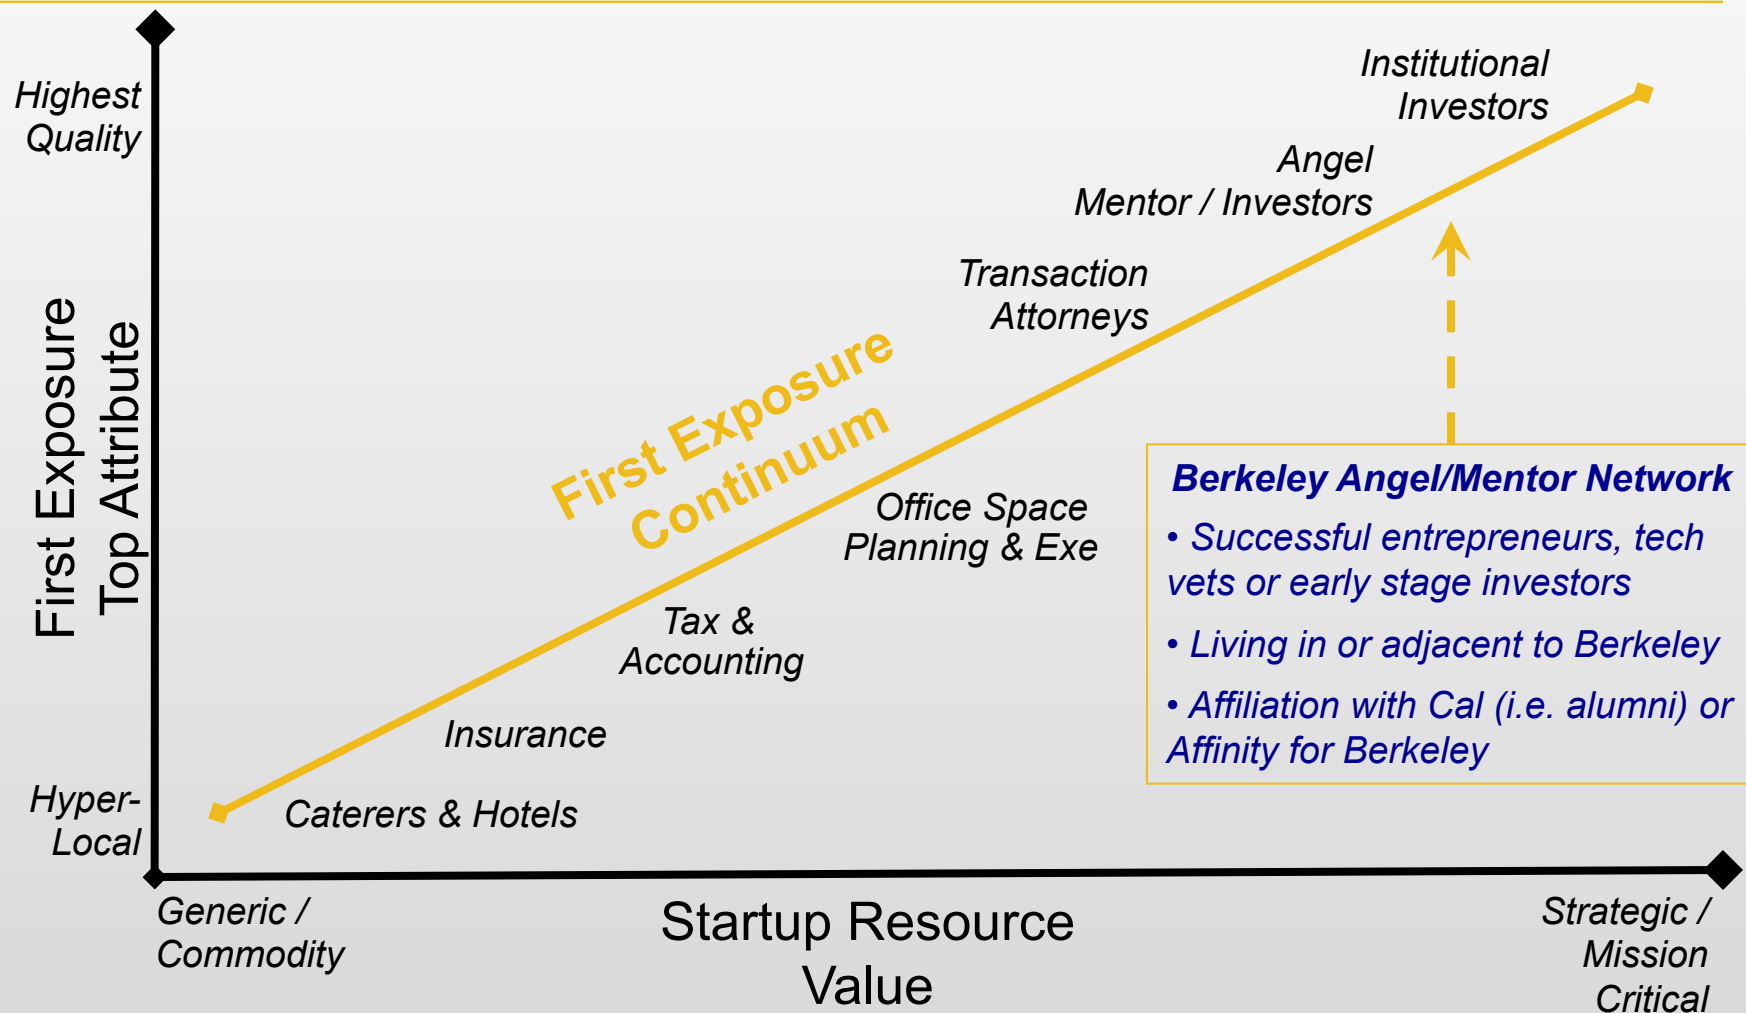 Highest
Quality
Institutional
Investors
Angel
Mentor / Investors
Transaction
Attorneys
First Exposure
Top Attribute
First Exposure
Continuum
Office Space
Planning & Exe
Tax &
Accounting
Insurance
Hyper-
Local
Caterers & Hotels
Berkeley Angel/Mentor Network
• Successful entrepreneurs, tech
vets or early stage investors
• Living in or adjacent to Berkeley
• Affiliation with Cal (i.e. alumni) or
Affinity for Berkeley
Generic /
Commodity
Startup Resource
Value
Strategic /
Mission
Critical